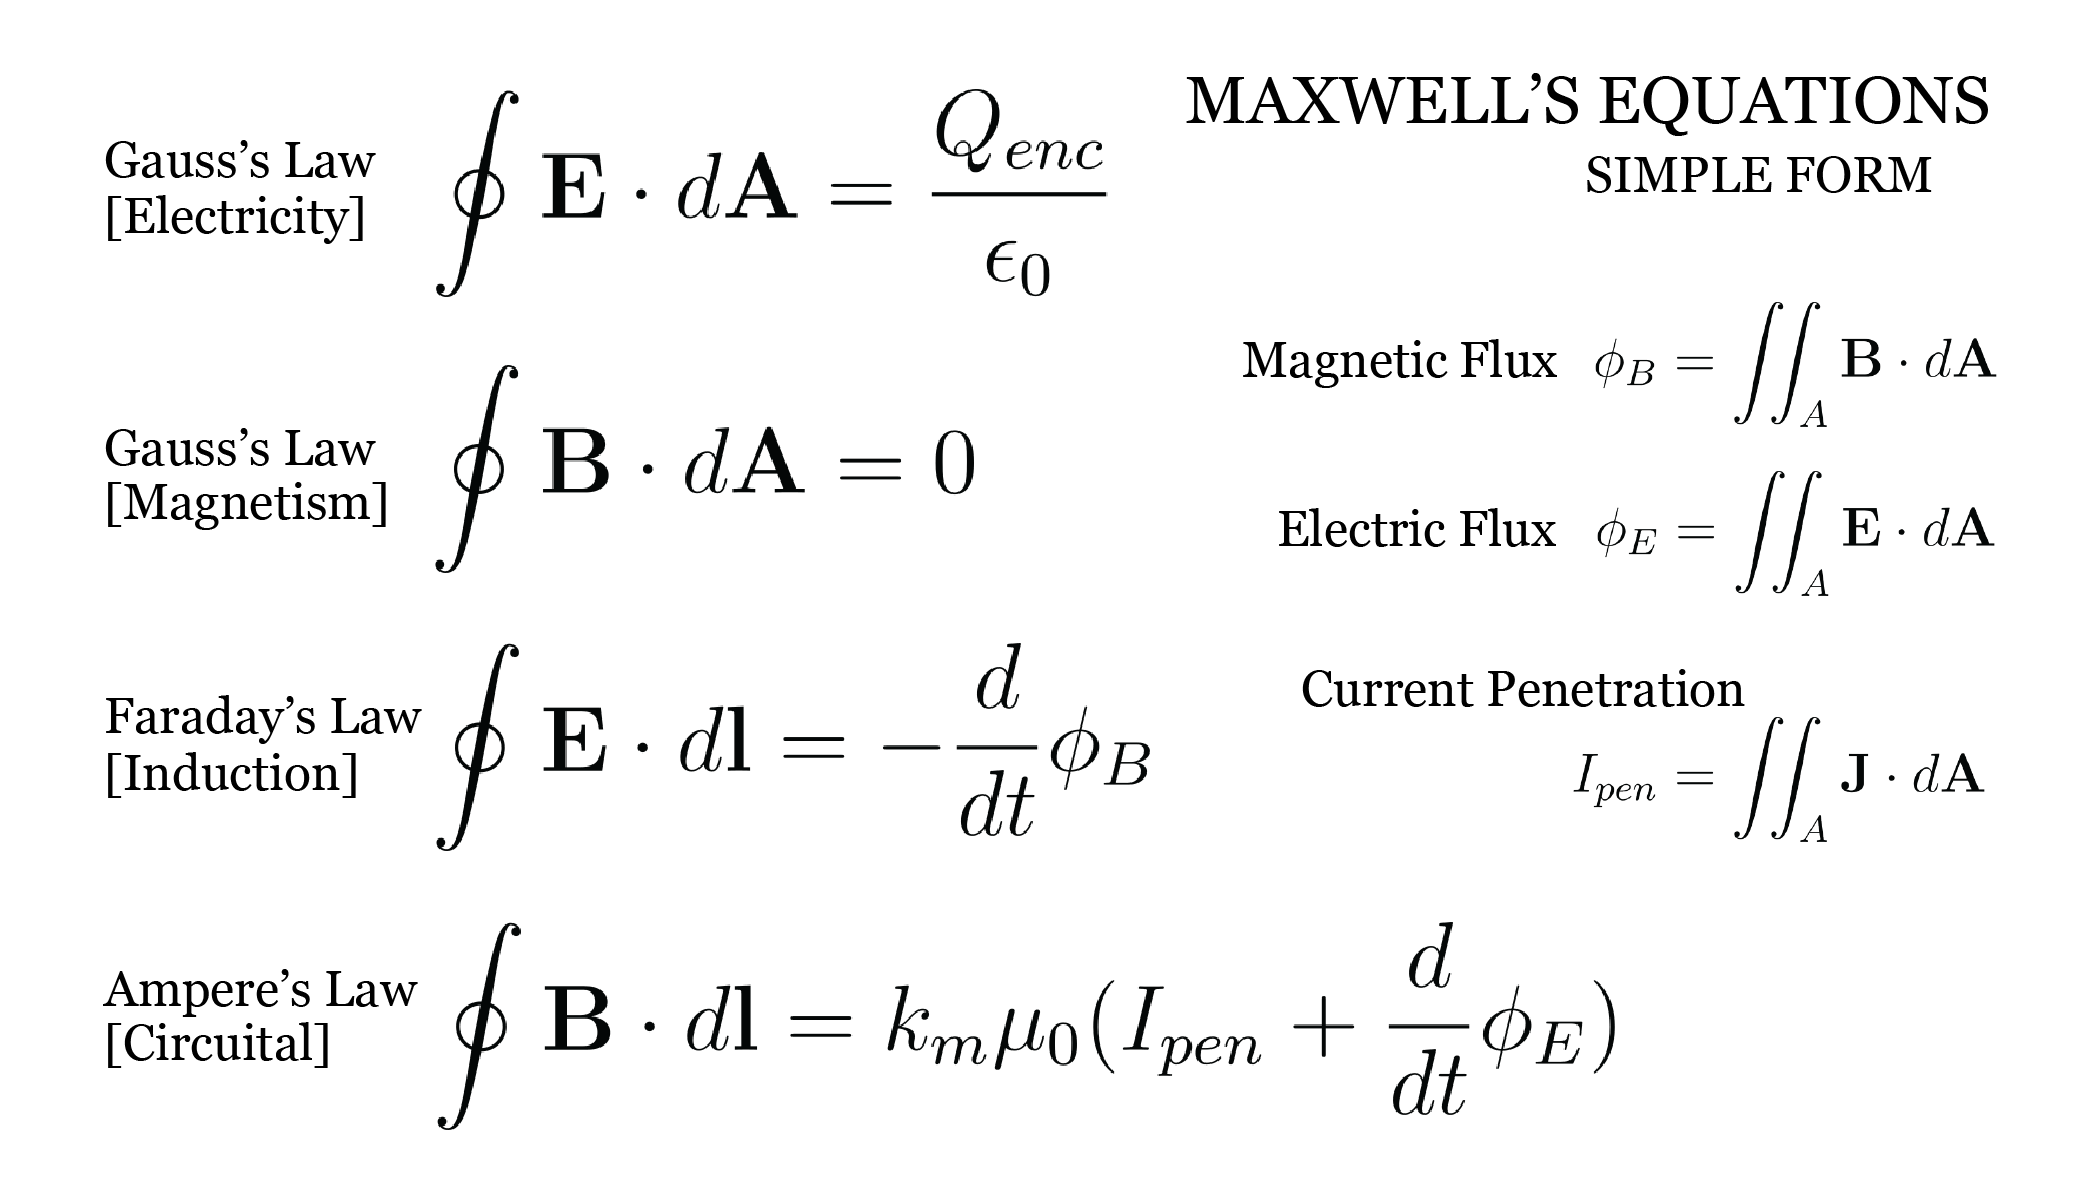 MAXWELL’S EQUATIONS
SIMPLE FORM
Gauss’s Law
[Electricity]
∮ E · dA = Q_enc / ϵ₀
Gauss’s Law
[Magnetism]
∮ B · dA = 0
Faraday’s Law
[Induction]
∮ E · dl = − d/dt ϕ_B
Ampere’s Law
[Circuital]
∮ B · dl = k_m μ₀ (I_pen + d/dt ϕ_E)
Magnetic Flux ϕ_B = ∬_A B · dA
Electric Flux ϕ_E = ∬_A E · dA
Current Penetration
I_pen = ∬_A J · dA